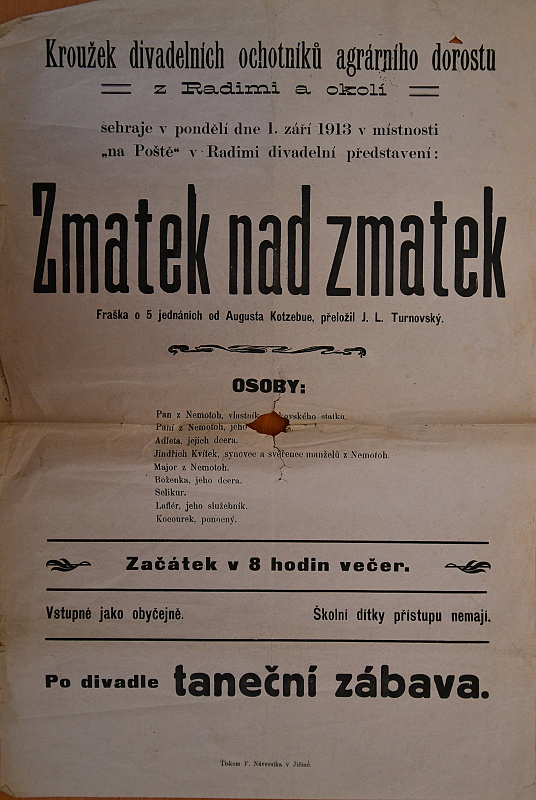 Kroužek divadelních ochotníků agrárního dorostu
z Radimi a okolí
sehraje v pondělí dne 1. září 1913 v místnosti
„na Poště“ v Radimi divadelní představení:
Zmatek nad zmatek
Fraška o 5 jednáních od Augusta Kotzebue, přeložil J. L. Turnovský.
OSOBY:
Pan z Nemotoh, vlastník statku.
Paní z Nemotoh, jeho
Adleta, jejich dcera.
Jindřich Kvítek, synovec a svěřenec manželů z Nemotoh.
Major z Nemotoh.
Boženka, jeho dcera.
Selikur.
Laflér, jeho služebník.
Kocourek, ponocný.
Začátek v 8 hodin večer.
Vstupné jako obyčejně. Školní dítky přístupu nemají.
Po divadle taneční zábava.
Tiskem F. Návesníka v Jičíně.